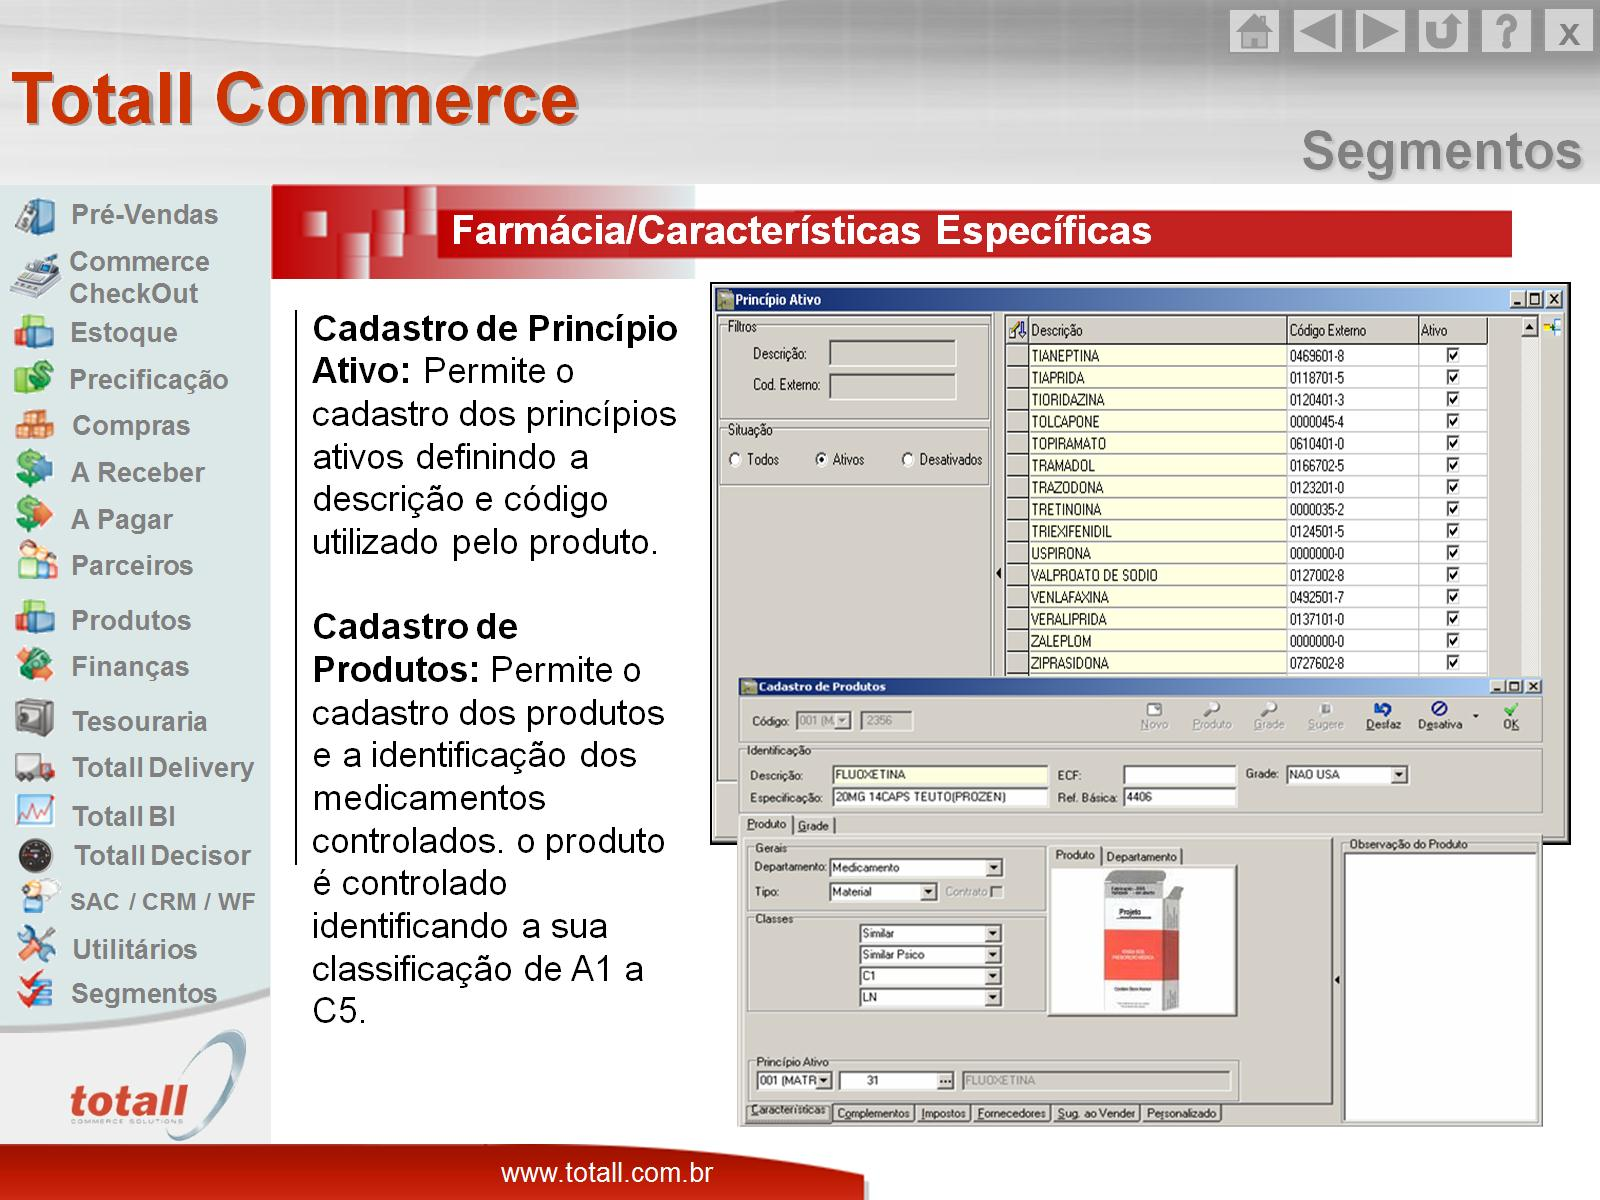 x
Totall Commerce
Segmentos
Pré-Vendas
Commerce
CheckOut
Estoque
Precificação
Compras
A Receber
A Pagar
Parceiros
Produtos
Finanças
Tesouraria
Totall Delivery
Totall BI
Totall Decisor
SAC / CRM / WF
Utilitários
Segmentos
totall
COMMERCE SOLUTIONS
Farmácia/Características Específicas
Cadastro de Princípio
Ativo: Permite o
cadastro dos princípios
ativos definindo a
descrição e código
utilizado pelo produto.
Cadastro de
Produtos: Permite o
cadastro dos produtos
e a identificação dos
medicamentos
controlados. o produto
é controlado
identificando a sua
classificação de A1 a
C5.
Princípio Ativo
Filtros
Descrição:
Cod. Externo:
Situação
Todos Ativos Desativados
Descrição Código Externo Ativo
TIANEPTINA 0469601-8
TIAPRIDA 0118701-5
TIORIDAZINA 0120401-3
TOLCAPONE 0000045-4
TOPIRAMATO 0610401-0
TRAMADOL 0166702-5
TRAZODONA 0123201-0
TRETINOINA 0000035-2
TRIEXIFENIDIL 0124501-5
USPIRONA 0000000-0
VALPROATO DE SODIO 0127002-8
VENLAFAXINA 0492501-7
VERALIPRIDA 0137101-0
ZALEPLOM 0000000-0
ZIPRASIDONA 0727602-8
Cadastro de Produtos
Código: 001 (M 2356 Novo Produto Grade Sugere Desfaz Desativa OK
Identificação
Descrição: FLUOXETINA ECF: Grade: NAO USA
Especificação: 20MG 14CAPS TEUTO(PROZEN) Ref. Básica: 4406
Produto Grade
Gerais
Departamento: Medicamento
Tipo: Material Contrato
Classes
Similar
Similar Psico
C1
LN
Produto Departamento
Projeto
Observação do Produto
Princípio Ativo
001 (MATR 31 ... FLUOXETINA
Características Complementos Impostos Fornecedores Sug. ao Vender Personalizado
www.totall.com.br